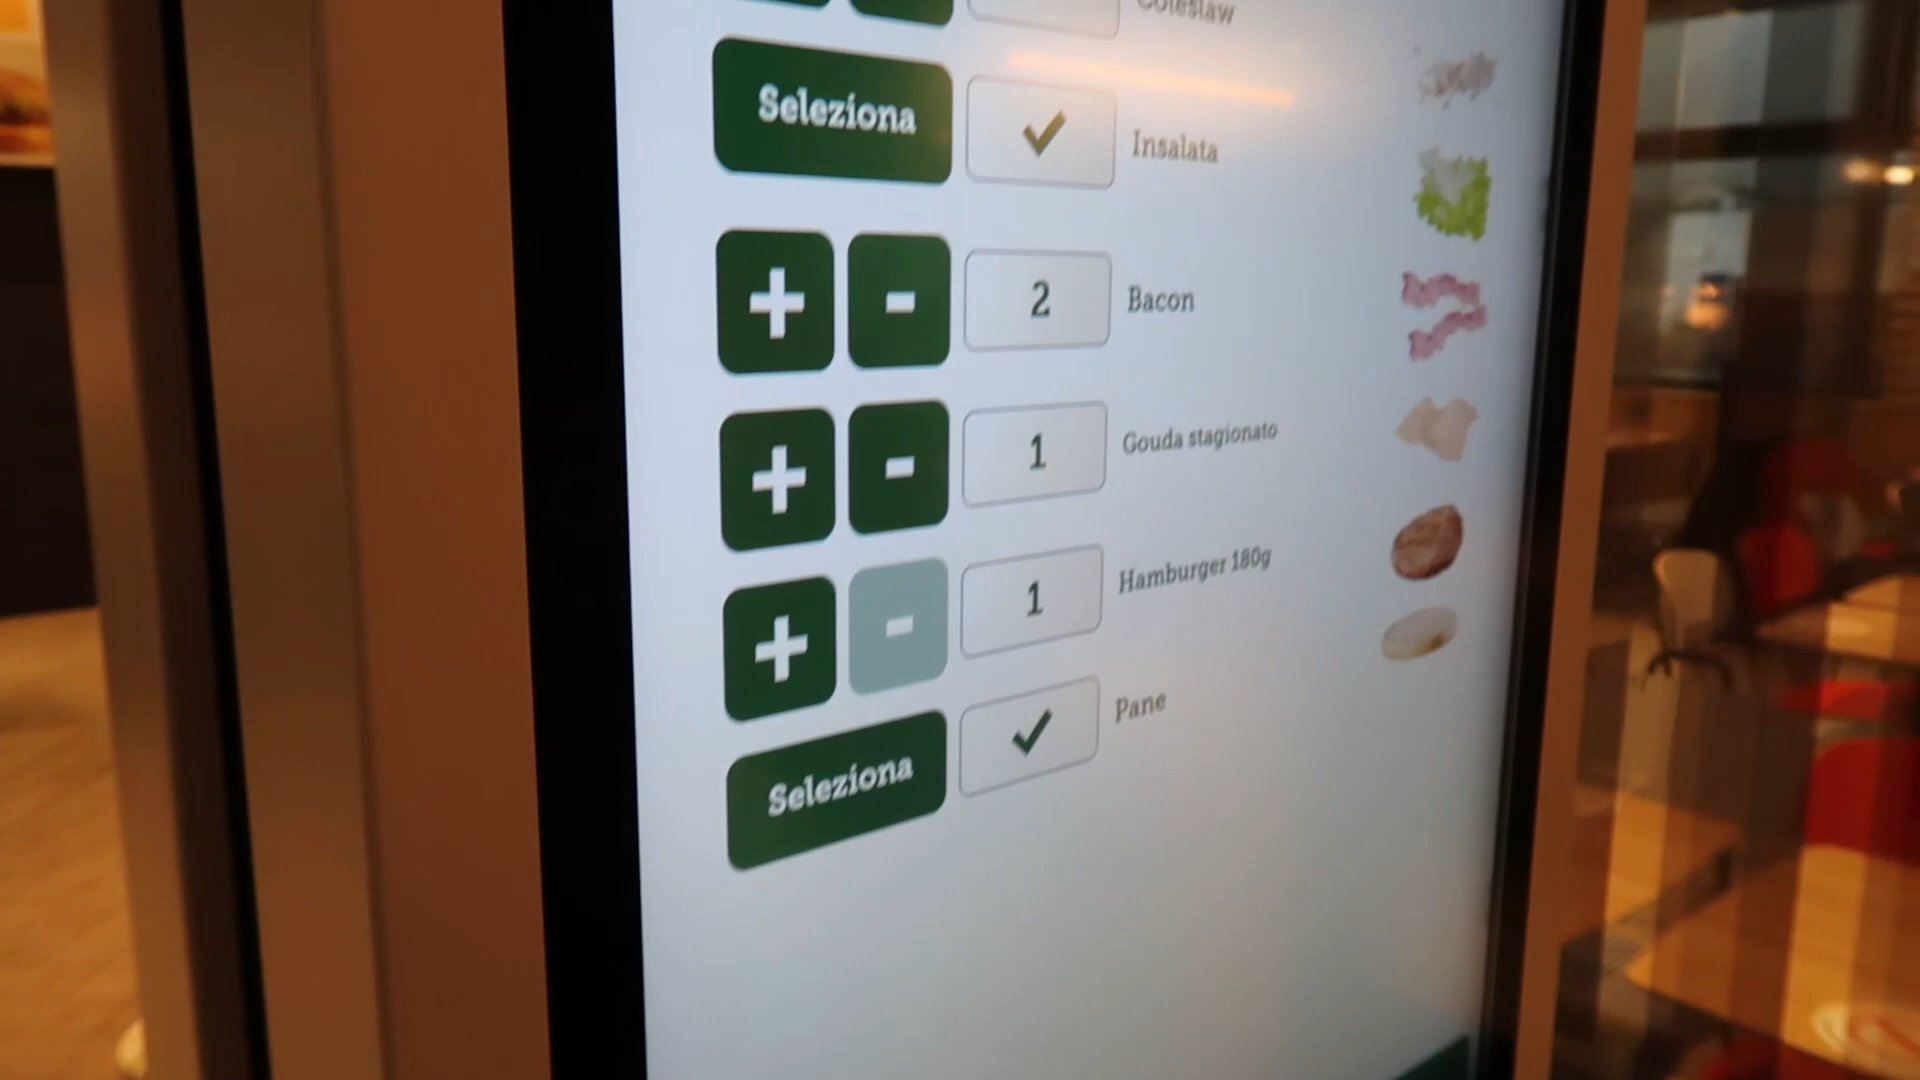 Coleslaw
Seleziona ✓ Insalata
+ - 2 Bacon
+ - 1 Gouda stagionato
+ - 1 Hamburger 180g
Seleziona ✓ Pane